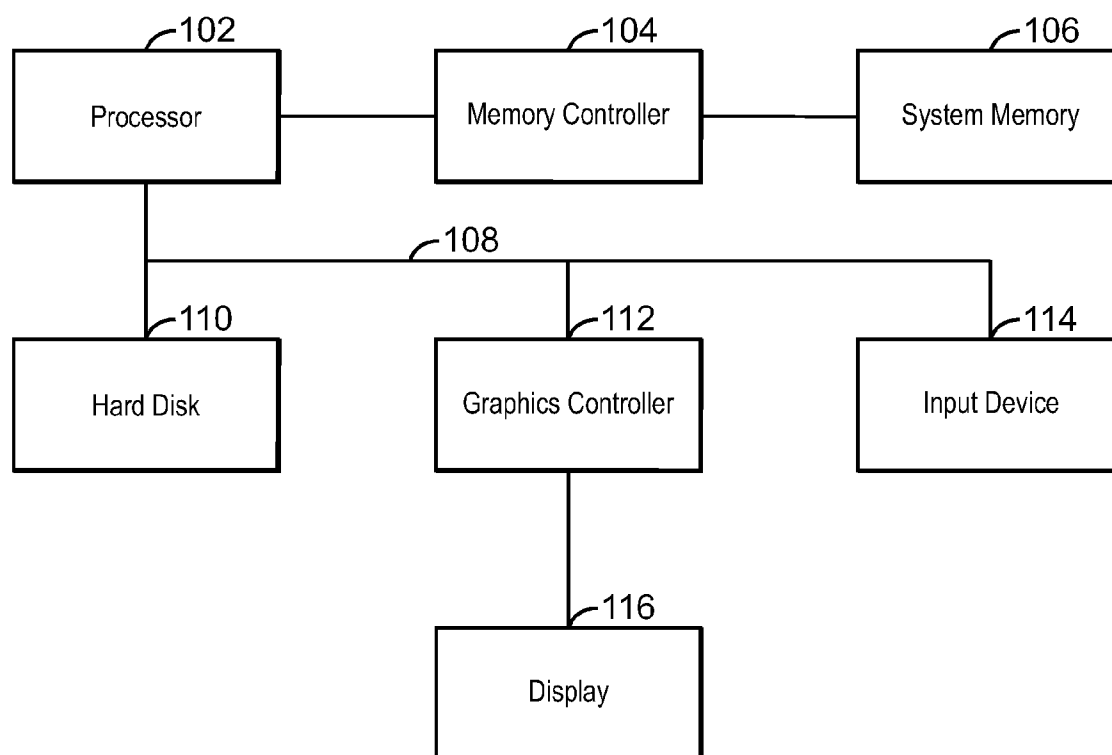 102
104
106
Processor
Memory Controller
System Memory
108
110
112
114
Hard Disk
Graphics Controller
Input Device
116
Display